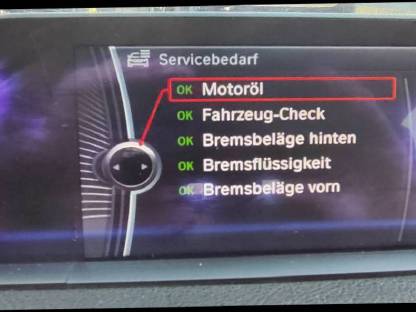 Servicebedarf
OK Motoröl
OK Fahrzeug-Check
OK Bremsbeläge hinten
OK Bremsflüssigkeit
OK Bremsbeläge vorn